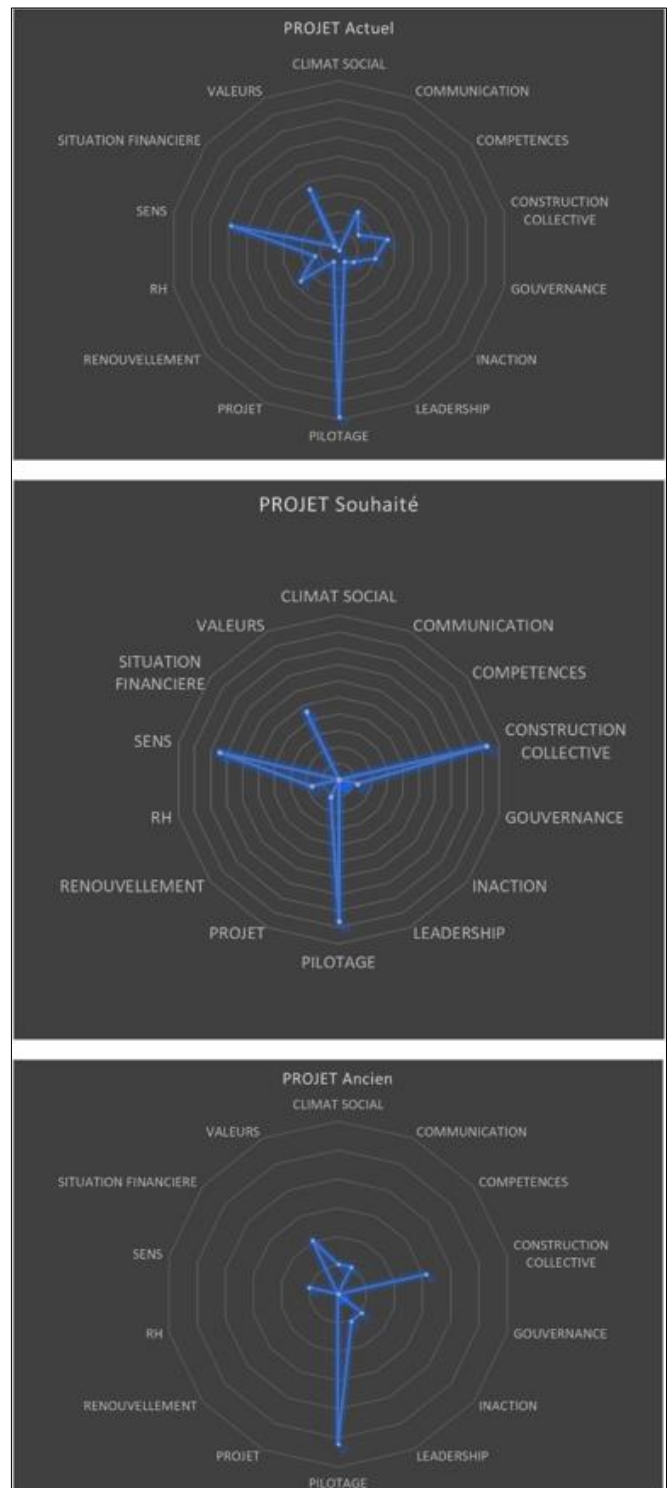 PROJET Actuel
CLIMAT SOCIAL
VALEURS
COMMUNICATION
SITUATION FINANCIERE
COMPETENCES
SENS
CONSTRUCTION
COLLECTIVE
RH
GOUVERNANCE
RENOUVELLEMENT
INACTION
PROJET
LEADERSHIP
PILOTAGE
PROJET Souhaité
CLIMAT SOCIAL
VALEURS
COMMUNICATION
SITUATION
FINANCIERE
COMPETENCES
SENS
CONSTRUCTION
COLLECTIVE
RH
GOUVERNANCE
RENOUVELLEMENT
INACTION
PROJET
LEADERSHIP
PILOTAGE
PROJET Ancien
CLIMAT SOCIAL
VALEURS
COMMUNICATION
SITUATION FINANCIERE
COMPETENCES
SENS
CONSTRUCTION
COLLECTIVE
RH
GOUVERNANCE
RENOUVELLEMENT
INACTION
PROJET
LEADERSHIP
PILOTAGE